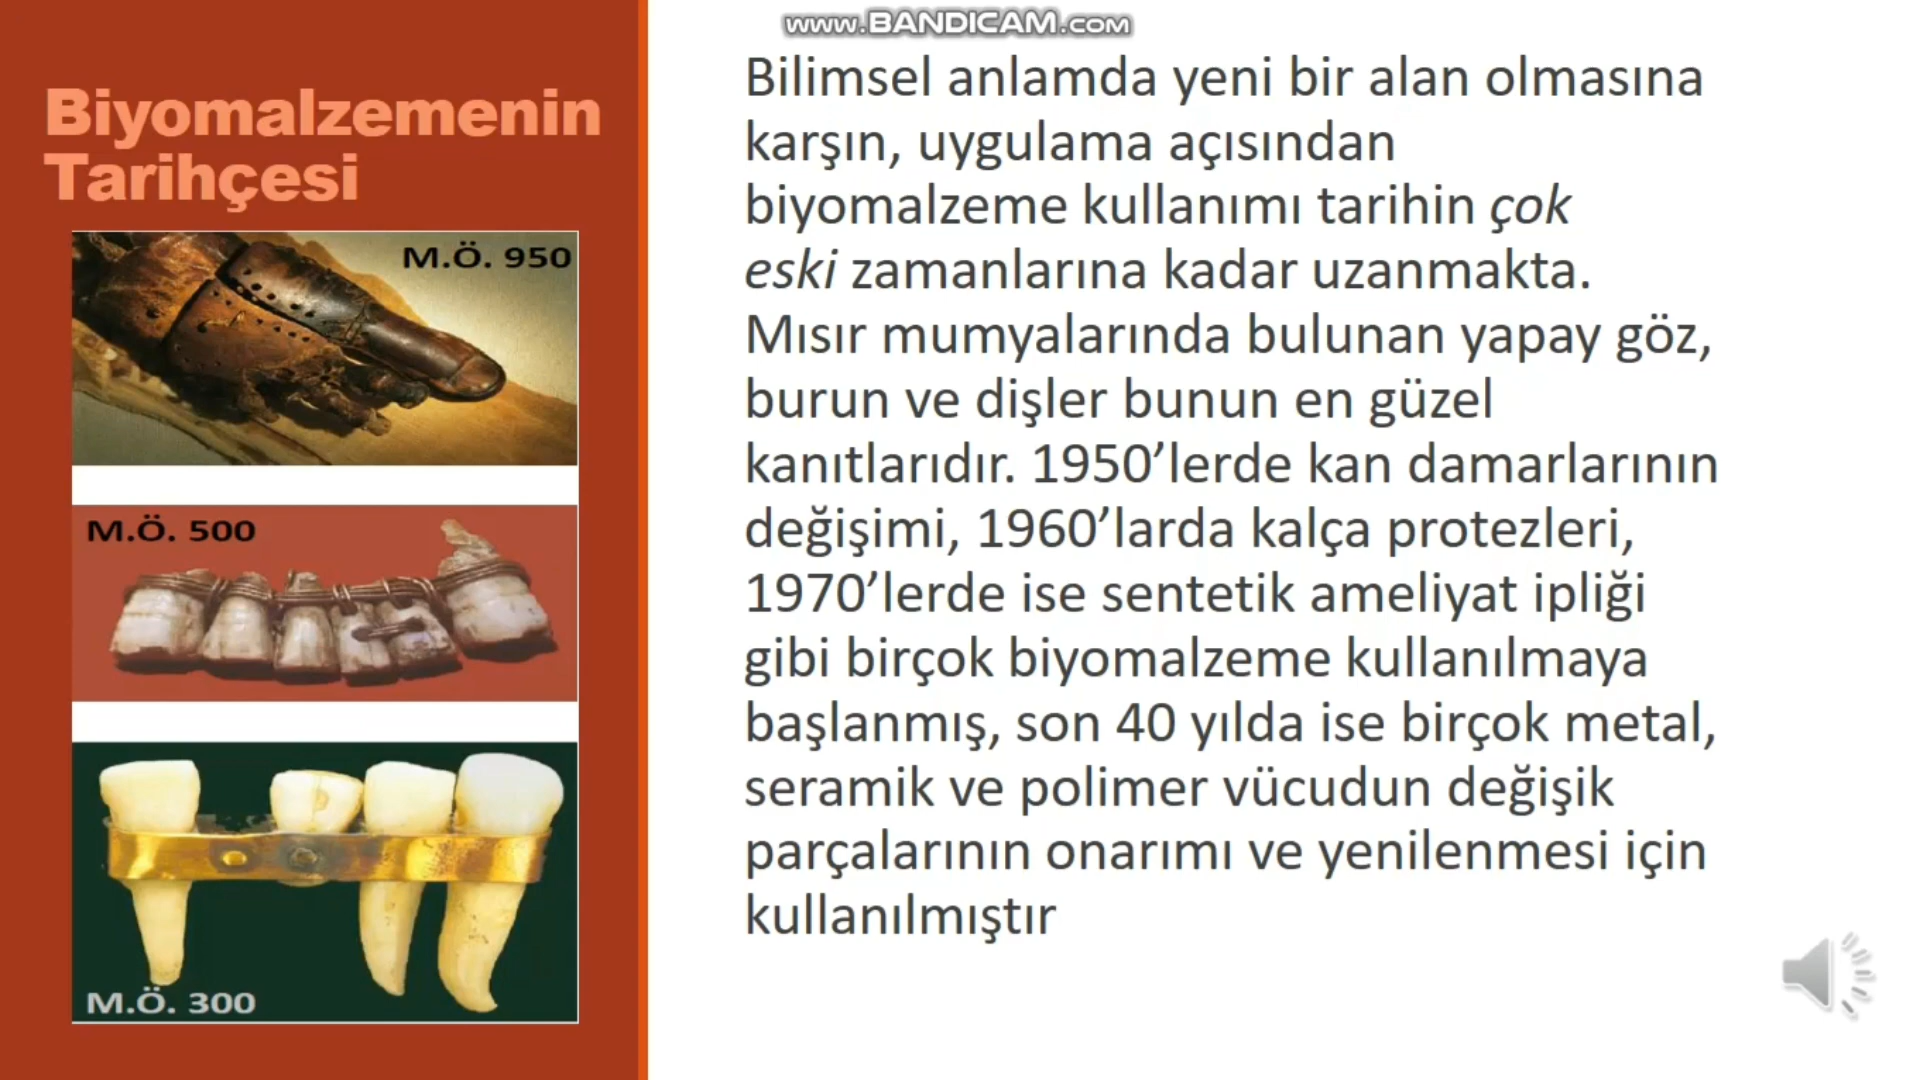 www.BANDICAM.com
Biyomalzemenin
Tarihçesi
M.Ö. 950
M.Ö. 500
M.Ö. 300
Bilimsel anlamda yeni bir alan olmasına
karşın, uygulama açısından
biyomalzeme kullanımı tarihin çok
eski zamanlarına kadar uzanmakta.
Mısır mumyalarında bulunan yapay göz,
burun ve dişler bunun en güzel
kanıtlarıdır. 1950’lerde kan damarlarının
değişimi, 1960’larda kalça protezleri,
1970’lerde ise sentetik ameliyat ipliği
gibi birçok biyomalzeme kullanılmaya
başlanmış, son 40 yılda ise birçok metal,
seramik ve polimer vücudun değişik
parçalarının onarımı ve yenilenmesi için
kullanılmıştır